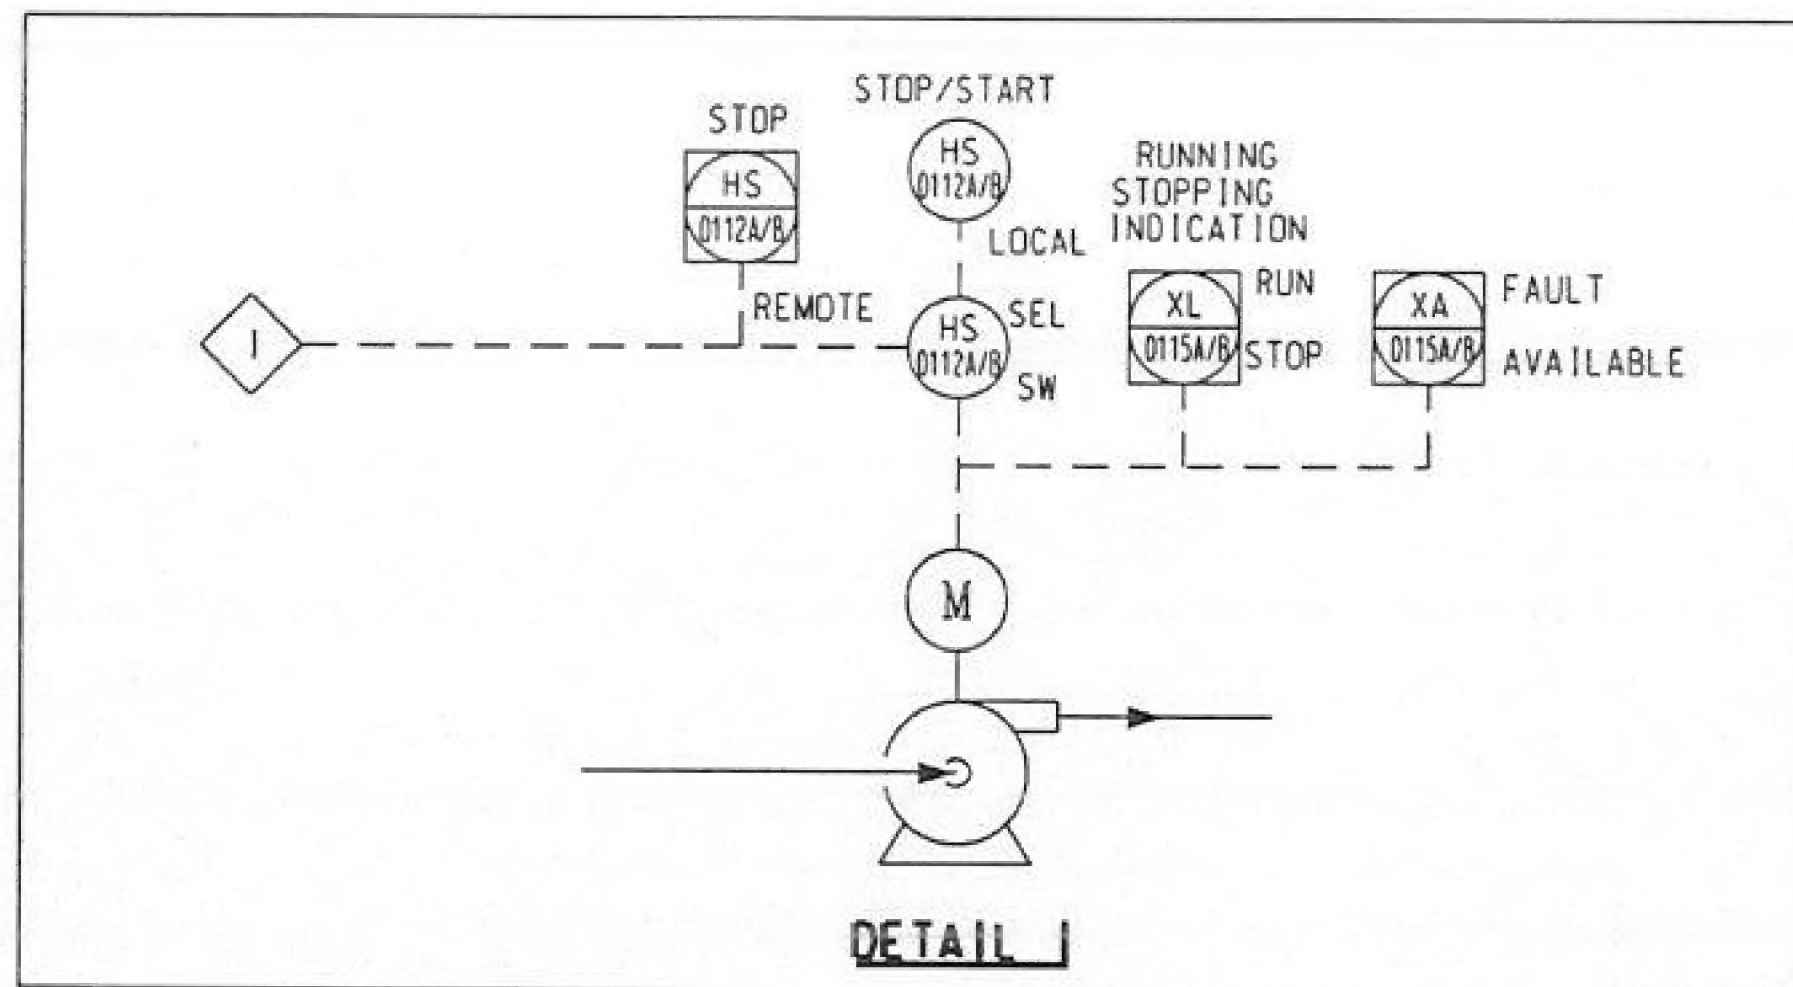 STOP/START
STOP
HS
0112A/B
HS
0112A/B
RUNNING
STOPPING
INDICATION
LOCAL
REMOTE
I
HS
0112A/B
SEL
SW
XL
0115A/B
RUN
STOP
XA
0115A/B
FAULT
AVAILABLE
M
DETAIL I